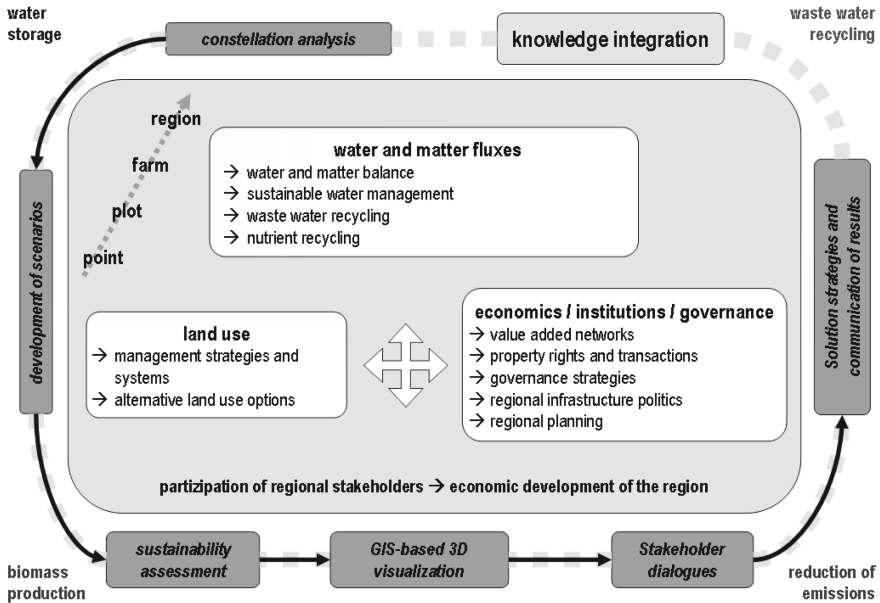 water
storage
constellation analysis
knowledge integration
waste water
recycling
region
farm
plot
point
water and matter fluxes
→ water and matter balance
→ sustainable water management
→ waste water recycling
→ nutrient recycling
development of scenarios
Solution strategies and
communication of results
land use
→ management strategies and
systems
→ alternative land use options
economics / institutions / governance
→ value added networks
→ property rights and transactions
→ governance strategies
→ regional infrastructure politics
→ regional planning
partizipation of regional stakeholders → economic development of the region
biomass
production
sustainability
assessment
GIS-based 3D
visualization
Stakeholder
dialogues
reduction of
emissions